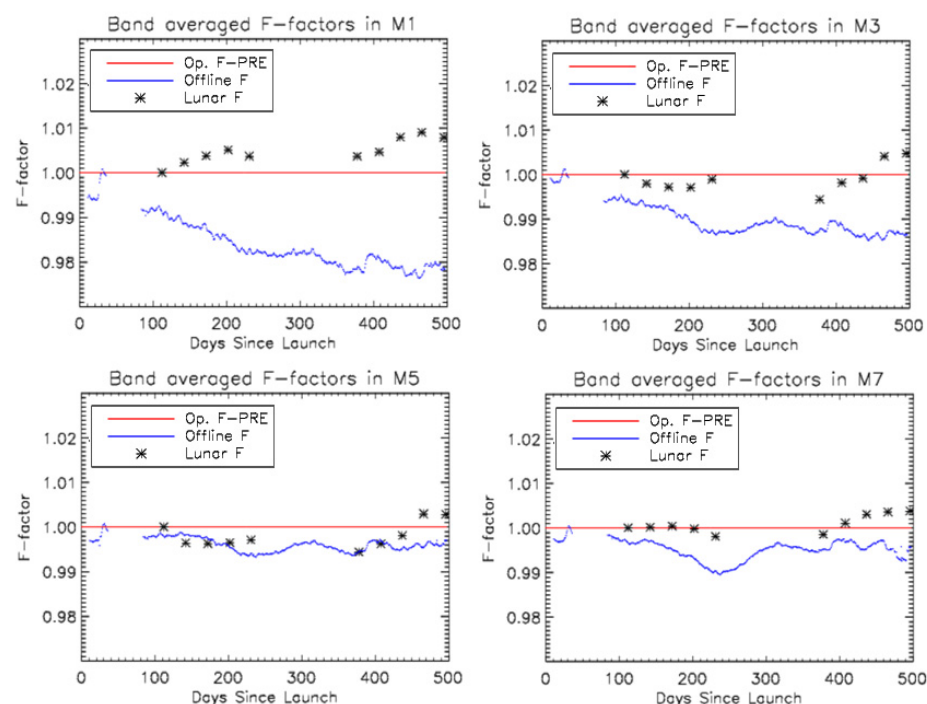 Band averaged F-factors in M1
Op. F-PRE
Offline F
Lunar F
1.02
1.01
1.00
0.99
0.98
F-factor
0 100 200 300 400 500
Days Since Launch
Band averaged F-factors in M3
Op. F-PRE
Offline F
Lunar F
1.02
1.01
1.00
0.99
0.98
F-factor
0 100 200 300 400 500
Days Since Launch
Band averaged F-factors in M5
Op. F-PRE
Offline F
Lunar F
1.02
1.01
1.00
0.99
0.98
F-factor
0 100 200 300 400 500
Days Since Launch
Band averaged F-factors in M7
Op. F-PRE
Offline F
Lunar F
1.02
1.01
1.00
0.99
0.98
F-factor
0 100 200 300 400 500
Days Since Launch